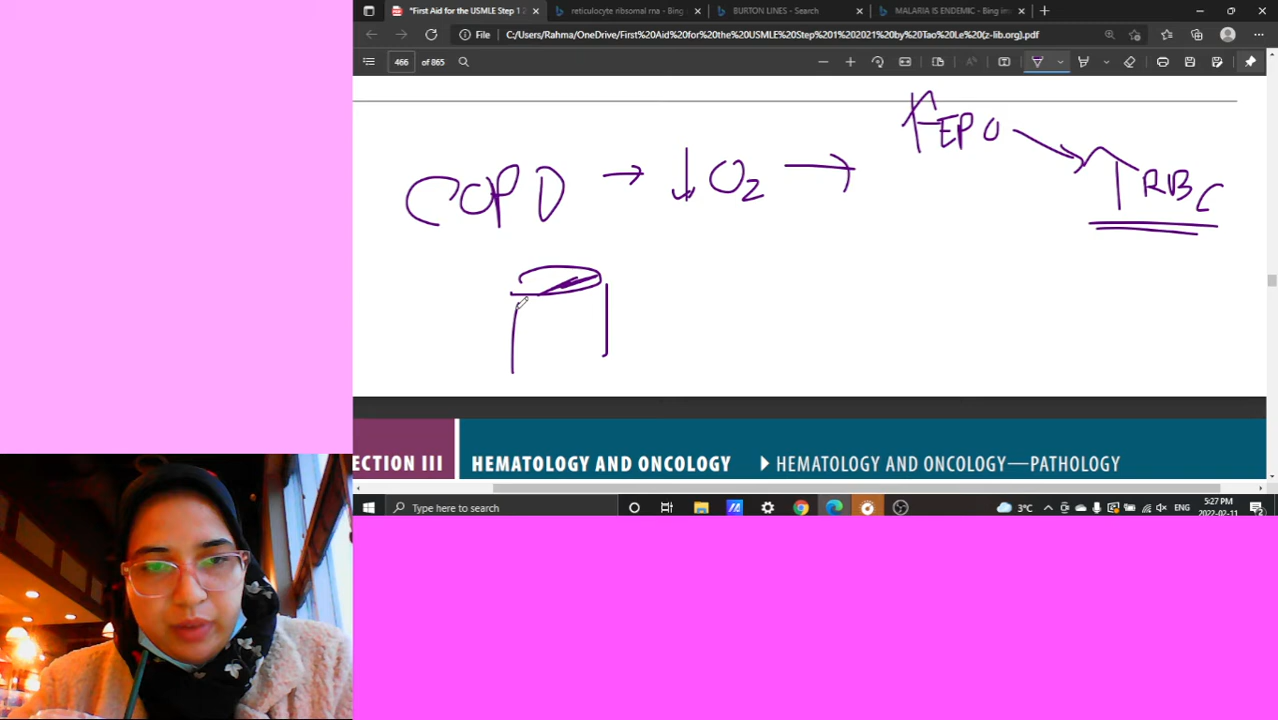 "First Aid for the USMLE Step 1 2
reticulocyte ribsomal rna - Bing
BURTON LINES - Search
MALARIA IS ENDEMIC - Bing im
File
C:/Users/Rahma/OneDrive/First%20Aid%20for%20the%20USMLE%20Step%201%202021%20by%20Tao%20Le%20(z-lib.org).pdf
466 of 865
↑EPO
COPD → ↓O2 →
↑RBC
ECTION III HEMATOLOGY AND ONCOLOGY HEMATOLOGY AND ONCOLOGY—PATHOLOGY
Type here to search
3°C
ENG
5:27 PM
2022-02-11